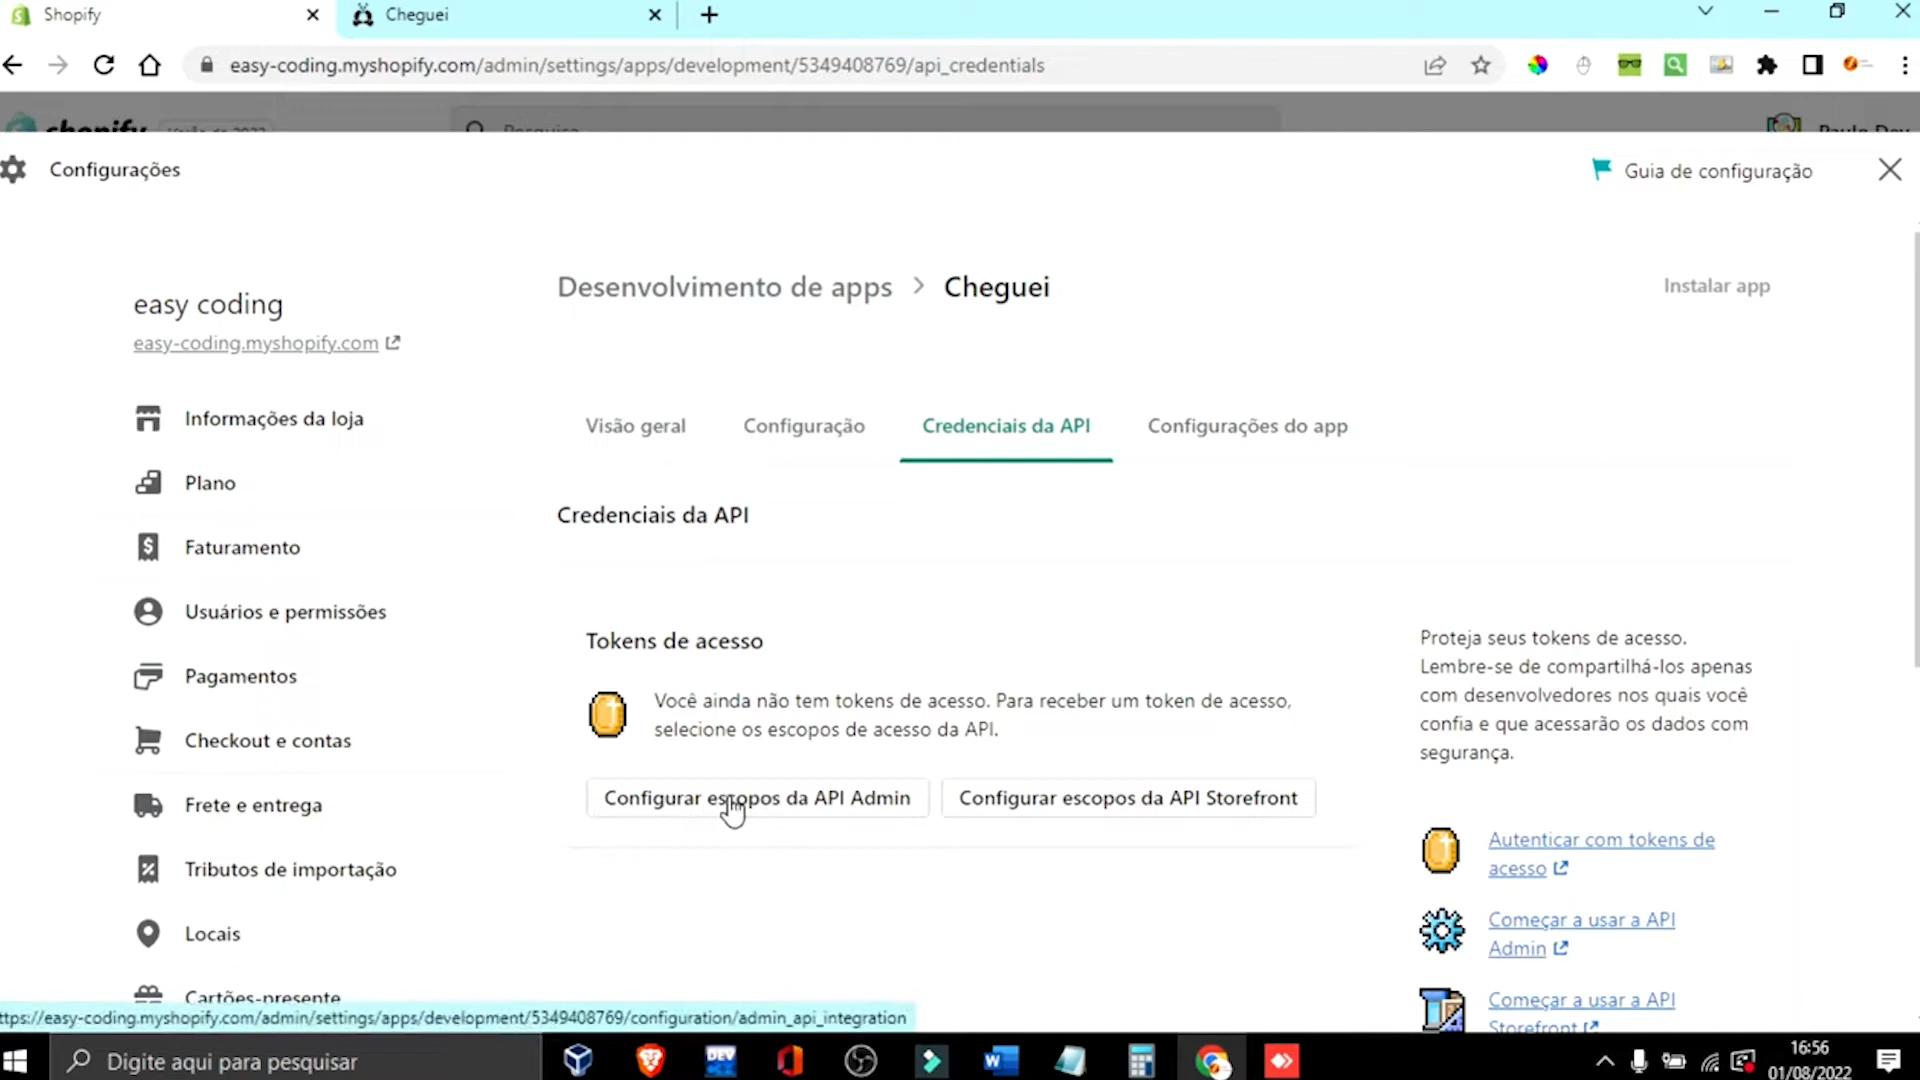 Shopify
Cheguei
easy-coding.myshopify.com/admin/settings/apps/development/5349408769/api_credentials
shopify
Pesquisa
Paulo Dev
Configurações
Guia de configuração
easy coding
easy-coding.myshopify.com
Desenvolvimento de apps > Cheguei
Instalar app
Visão geral
Configuração
Credenciais da API
Configurações do app
Informações da loja
Plano
Faturamento
Usuários e permissões
Pagamentos
Checkout e contas
Frete e entrega
Tributos de importação
Locais
Cartões-presente
Credenciais da API
Tokens de acesso
Você ainda não tem tokens de acesso. Para receber um token de acesso,
selecione os escopos de acesso da API.
Configurar escopos da API Admin
Configurar escopos da API Storefront
Proteja seus tokens de acesso.
Lembre-se de compartilhá-los apenas
com desenvolvedores nos quais você
confia e que acessarão os dados com
segurança.
Autenticar com tokens de
acesso
Começar a usar a API
Admin
Começar a usar a API
Storefront
ttps://easy-coding.myshopify.com/admin/settings/apps/development/5349408769/configuration/admin_api_integration
Digite aqui para pesquisar
DEV
16:56
01/08/2022